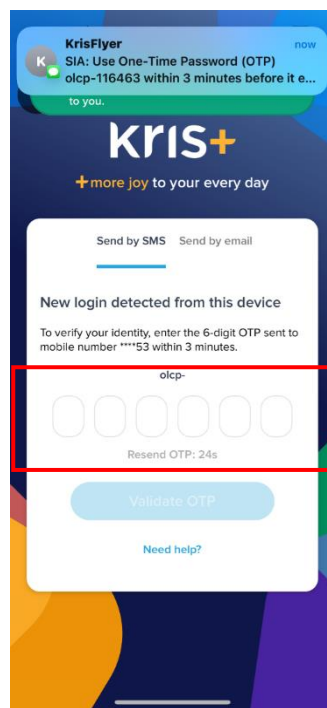 KrisFlyer now
SIA: Use One-Time Password (OTP)
olcp-116463 within 3 minutes before it e...
to you.
K
kris+
+more joy to your every day
Send by SMS Send by email
New login detected from this device
To verify your identity, enter the 6-digit OTP sent to
mobile number ****53 within 3 minutes.
olcp-
Resend OTP: 24s
Validate OTP
Need help?